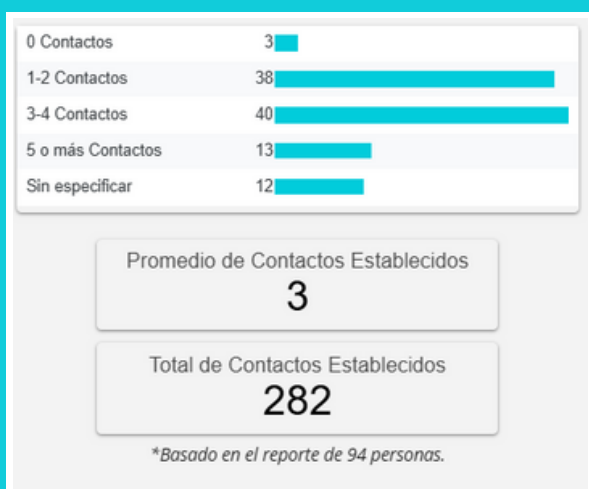 0 Contactos 3
1-2 Contactos 38
3-4 Contactos 40
5 o más Contactos 13
Sin especificar 12
Promedio de Contactos Establecidos
3
Total de Contactos Establecidos
282
*Basado en el reporte de 94 personas.